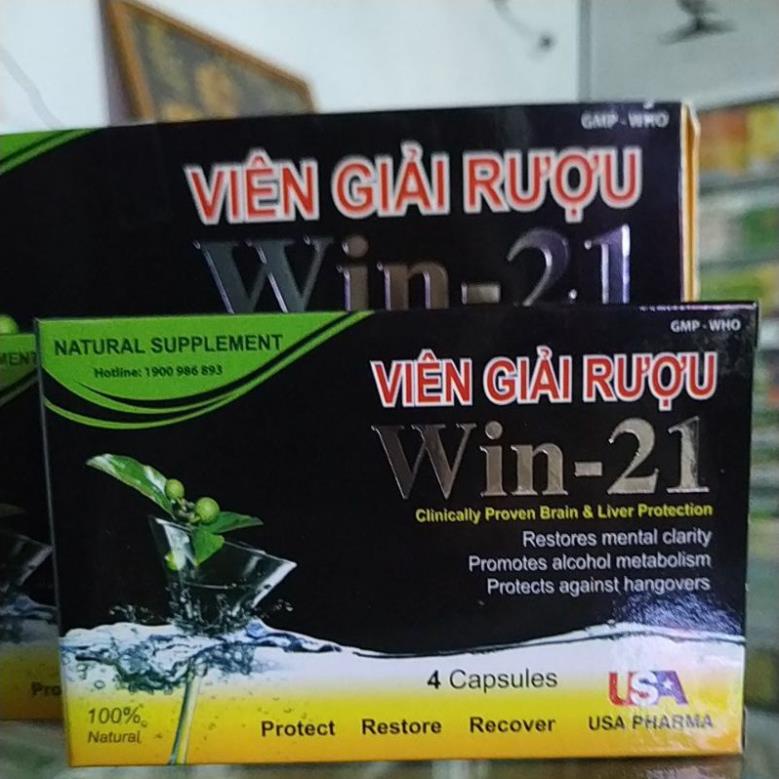 GMP - WHO
VIÊN GIẢI RƯỢU
Win-21
NATURAL SUPPLEMENT
Hotline: 1900 986 893
GMP - WHO
VIÊN GIẢI RƯỢU
Win-21
Clinically Proven Brain & Liver Protection
Restores mental clarity
Promotes alcohol metabolism
Protects against hangovers
4 Capsules
USA
100%
Natural
Protect Restore Recover
USA PHARMA